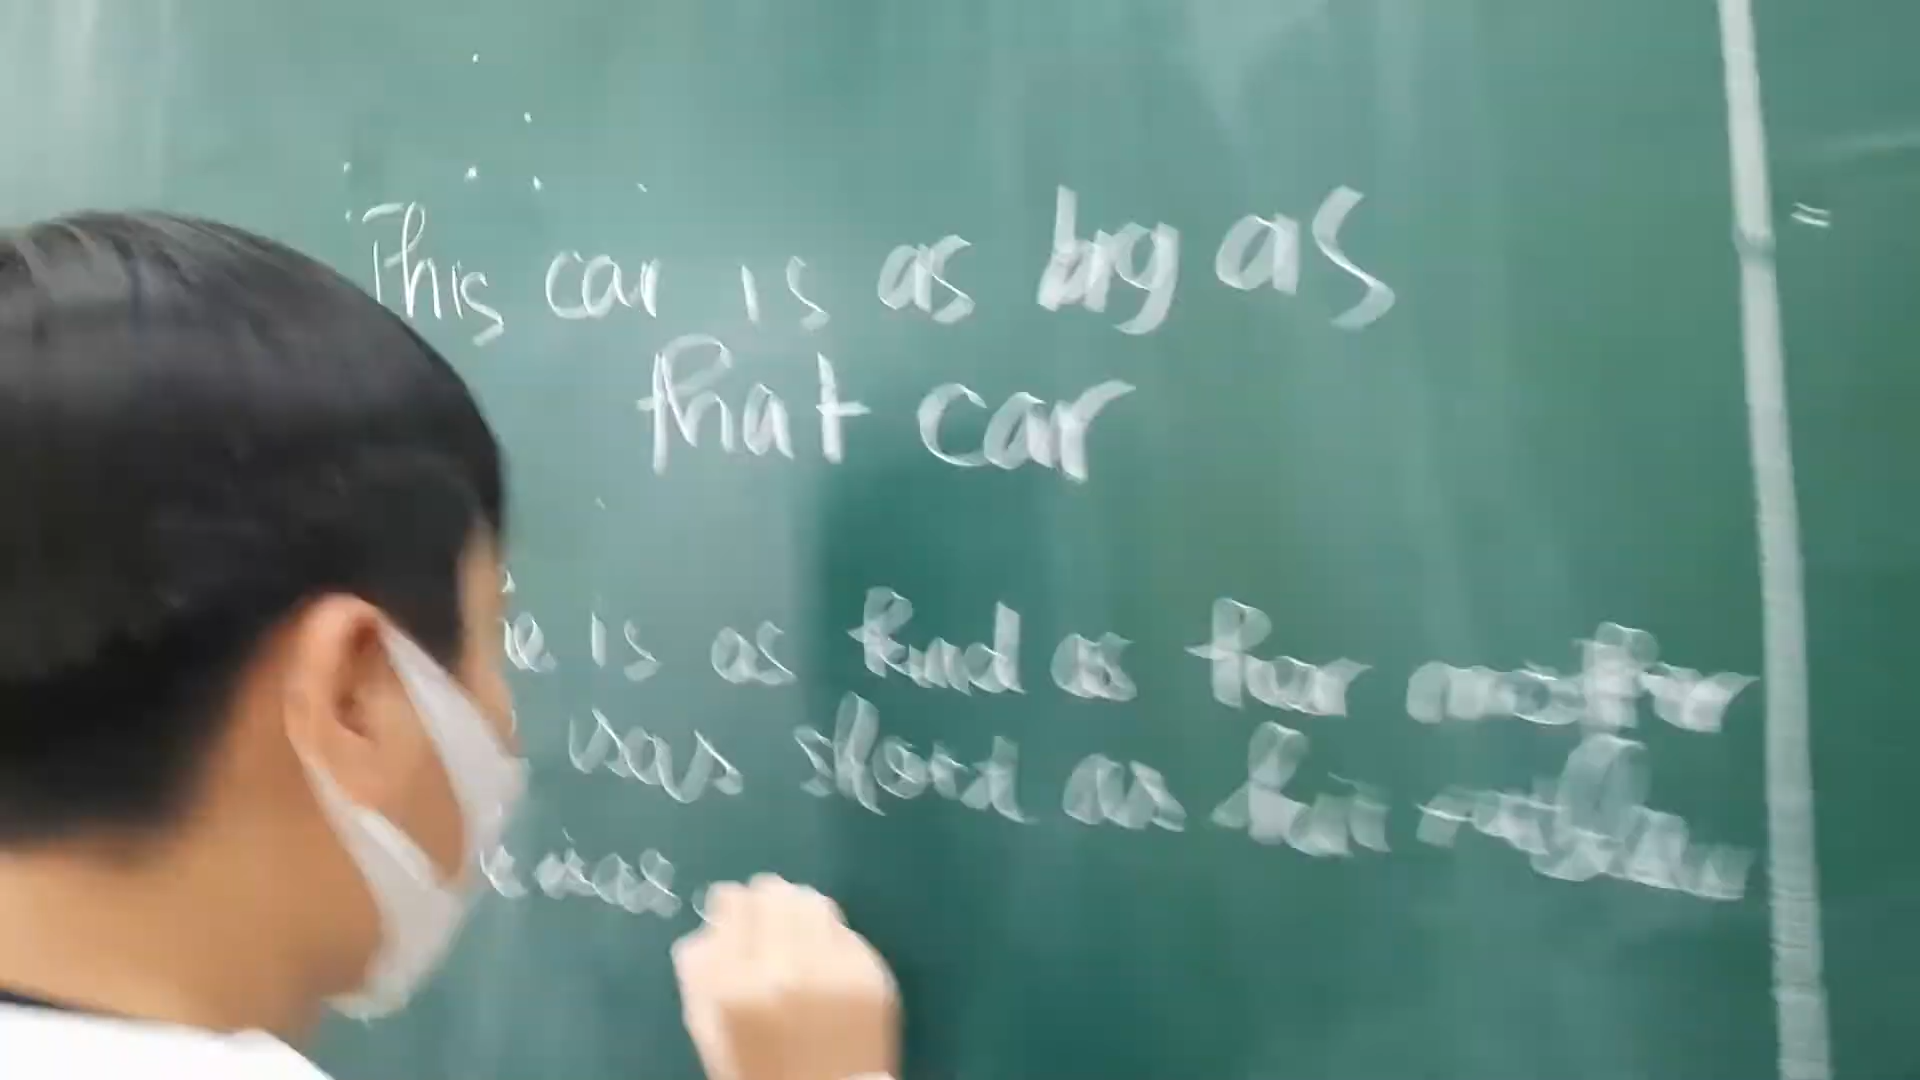 This car is as big as
that car
is as kind as her mother
was short as her mother